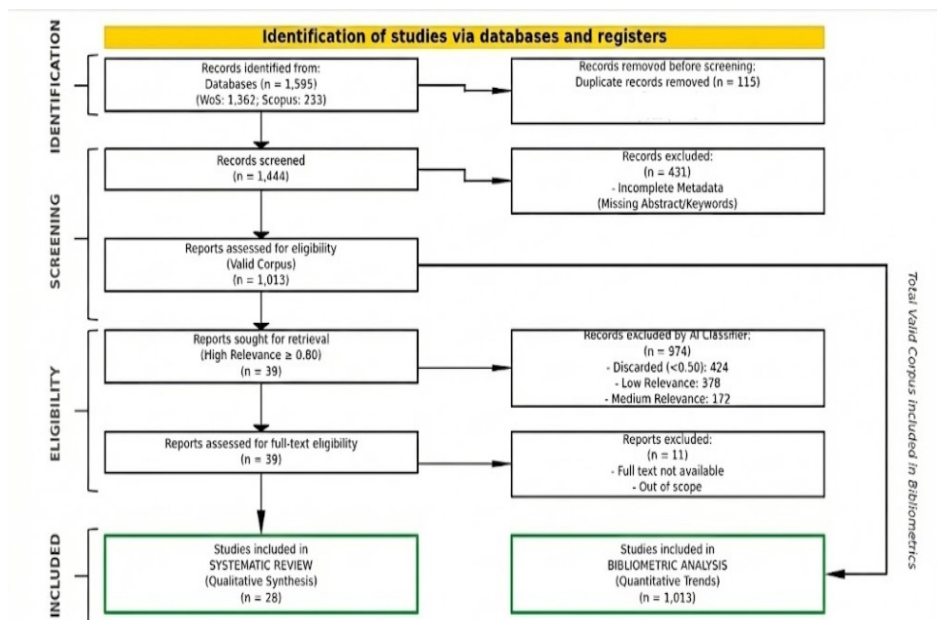 Identification of studies via databases and registers
IDENTIFICATION
Records identified from:
Databases (n = 1,595)
(WoS: 1,362; Scopus: 233)
Records removed before screening:
Duplicate records removed (n = 115)
SCREENING
Records screened
(n = 1,444)
Records excluded:
(n = 431)
- Incomplete Metadata
(Missing Abstract/Keywords)
Reports assessed for eligibility
(Valid Corpus)
(n = 1,013)
ELIGIBILITY
Reports sought for retrieval
(High Relevance ≥ 0.80)
(n = 39)
Records excluded by AI Classifier:
(n = 974)
- Discarded (<0.50): 424
- Low Relevance: 378
- Medium Relevance: 172
Reports assessed for full-text eligibility
(n = 39)
Reports excluded:
(n = 11)
- Full text not available
- Out of scope
Total Valid Corpus included in Bibliometrics
INCLUDED
Studies included in
SYSTEMATIC REVIEW
(Qualitative Synthesis)
(n = 28)
Studies included in
BIBLIOMETRIC ANALYSIS
(Quantitative Trends)
(n = 1,013)